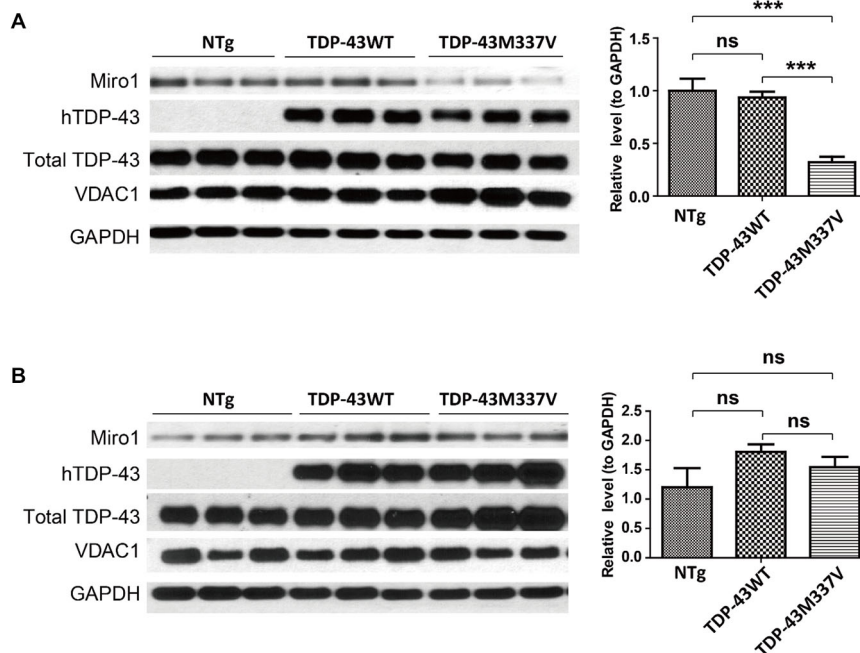 A
NTg TDP-43WT TDP-43M337V
Miro1
hTDP-43
Total TDP-43
VDAC1
GAPDH
***
ns
***
Relative level (to GAPDH)
1.5
1.0
0.5
0.0
NTg
TDP-43WT
TDP-43M337V
B
NTg TDP-43WT TDP-43M337V
Miro1
hTDP-43
Total TDP-43
VDAC1
GAPDH
ns
ns
ns
Relative level (to GAPDH)
2.5
2.0
1.5
1.0
0.5
0.0
NTg
TDP-43WT
TDP-43M337V